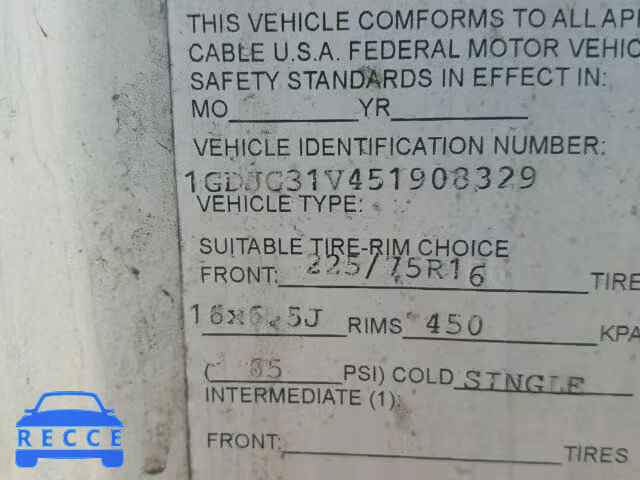 THIS VEHICLE COMFORMS TO ALL APP
CABLE U.S.A. FEDERAL MOTOR VEHIC
SAFETY STANDARDS IN EFFECT IN:
MO YR
VEHICLE IDENTIFICATION NUMBER:
1GDJG31V451908329
VEHICLE TYPE:
SUITABLE TIRE-RIM CHOICE
FRONT: 225/75R16 TIRE
16x6.5J RIMS 450 KPA
( 65 PSI) COLD SINGLE
INTERMEDIATE (1):
FRONT: TIRES
RECCE